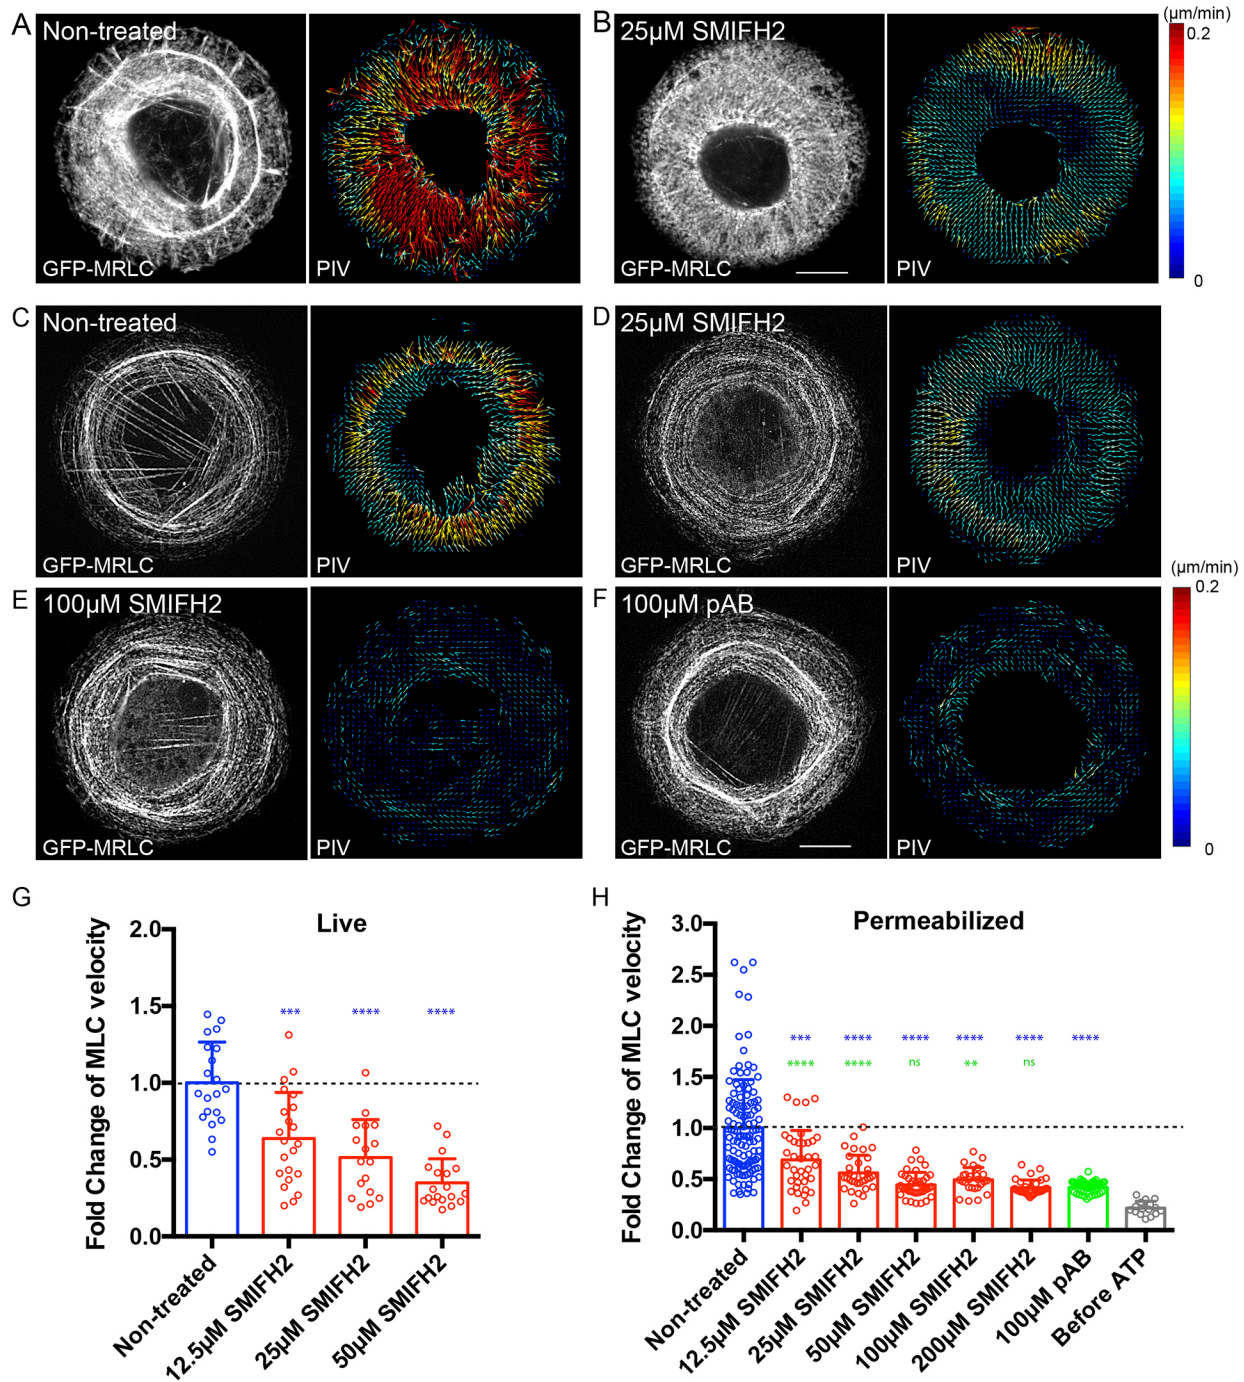 A
Non-treated
GFP-MRLC
PIV
B
25µM SMIFH2
GFP-MRLC
PIV
(µm/min)
0.2
0
C
Non-treated
GFP-MRLC
PIV
D
25µM SMIFH2
GFP-MRLC
PIV
E
100µM SMIFH2
GFP-MRLC
PIV
F
100µM pAB
GFP-MRLC
PIV
(µm/min)
0.2
0
G
Live
Fold Change of MLC velocity
2.0
1.5
1.0
0.5
0.0
*** **** ****
Non-treated
12.5µM SMIFH2
25µM SMIFH2
50µM SMIFH2
H
Permeabilized
Fold Change of MLC velocity
3.0
2.5
2.0
1.5
1.0
0.5
0.0
*** **** **** **** **** ****
**** **** ns ** ns
Non-treated
12.5µM SMIFH2
25µM SMIFH2
50µM SMIFH2
100µM SMIFH2
200µM SMIFH2
100µM pAB
Before ATP